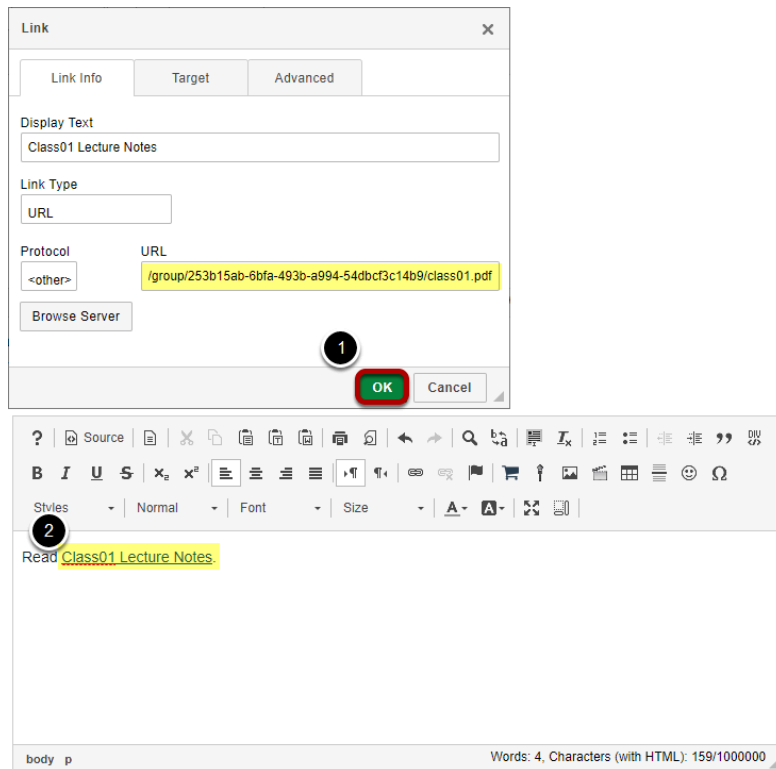 Link
Link Info Target Advanced
Display Text
Class01 Lecture Notes
Link Type
URL
Protocol URL
<other> /group/253b15ab-6bfa-493b-a994-54dbcf3c14b9/class01.pdf
Browse Server
1
OK Cancel
? Source
B I U S x₂ x² Ω
Styles Normal Font Size A A
2
Read Class01 Lecture Notes.
body p Words: 4, Characters (with HTML): 159/1000000